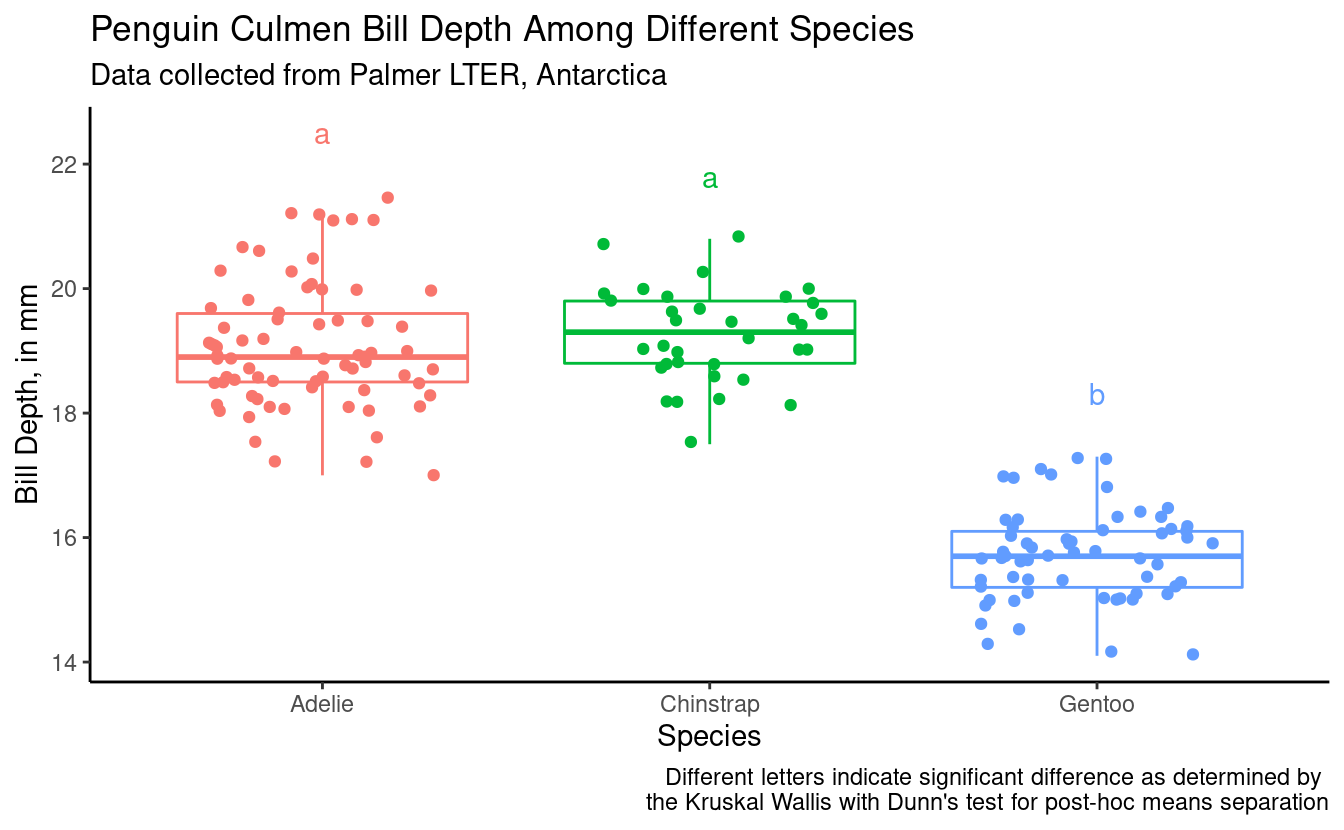 Penguin Culmen Bill Depth Among Different Species
Data collected from Palmer LTER, Antarctica
a
a
b
22
20
18
16
14
Bill Depth, in mm
Adelie
Chinstrap
Gentoo
Species
Different letters indicate significant difference as determined by
the Kruskal Wallis with Dunn's test for post-hoc means separation